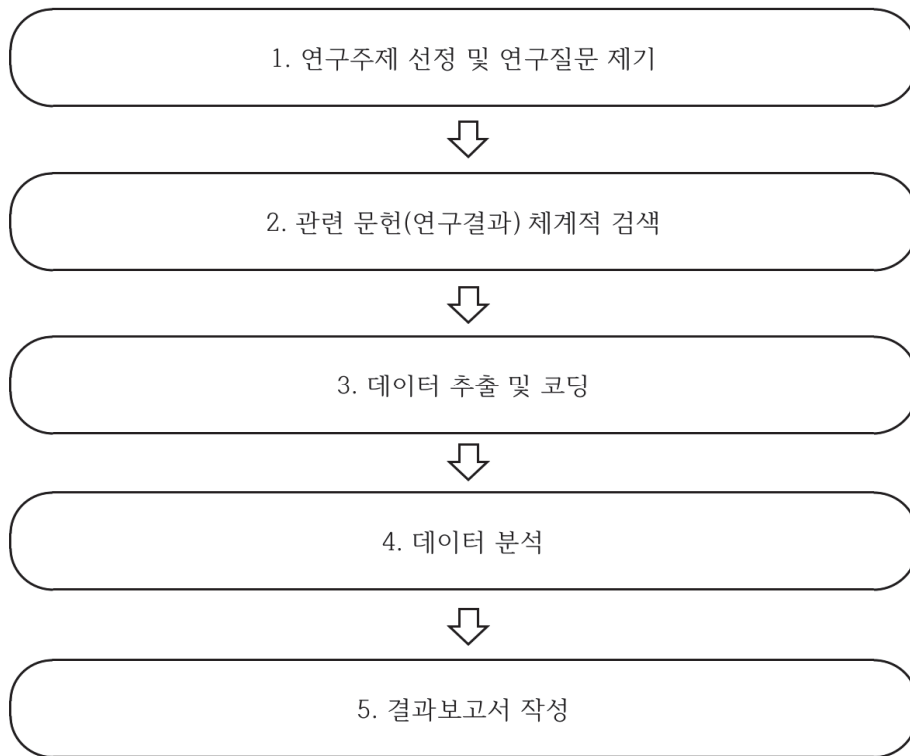 1. 연구주제 선정 및 연구질문 제기
2. 관련 문헌(연구결과) 체계적 검색
3. 데이터 추출 및 코딩
4. 데이터 분석
5. 결과보고서 작성